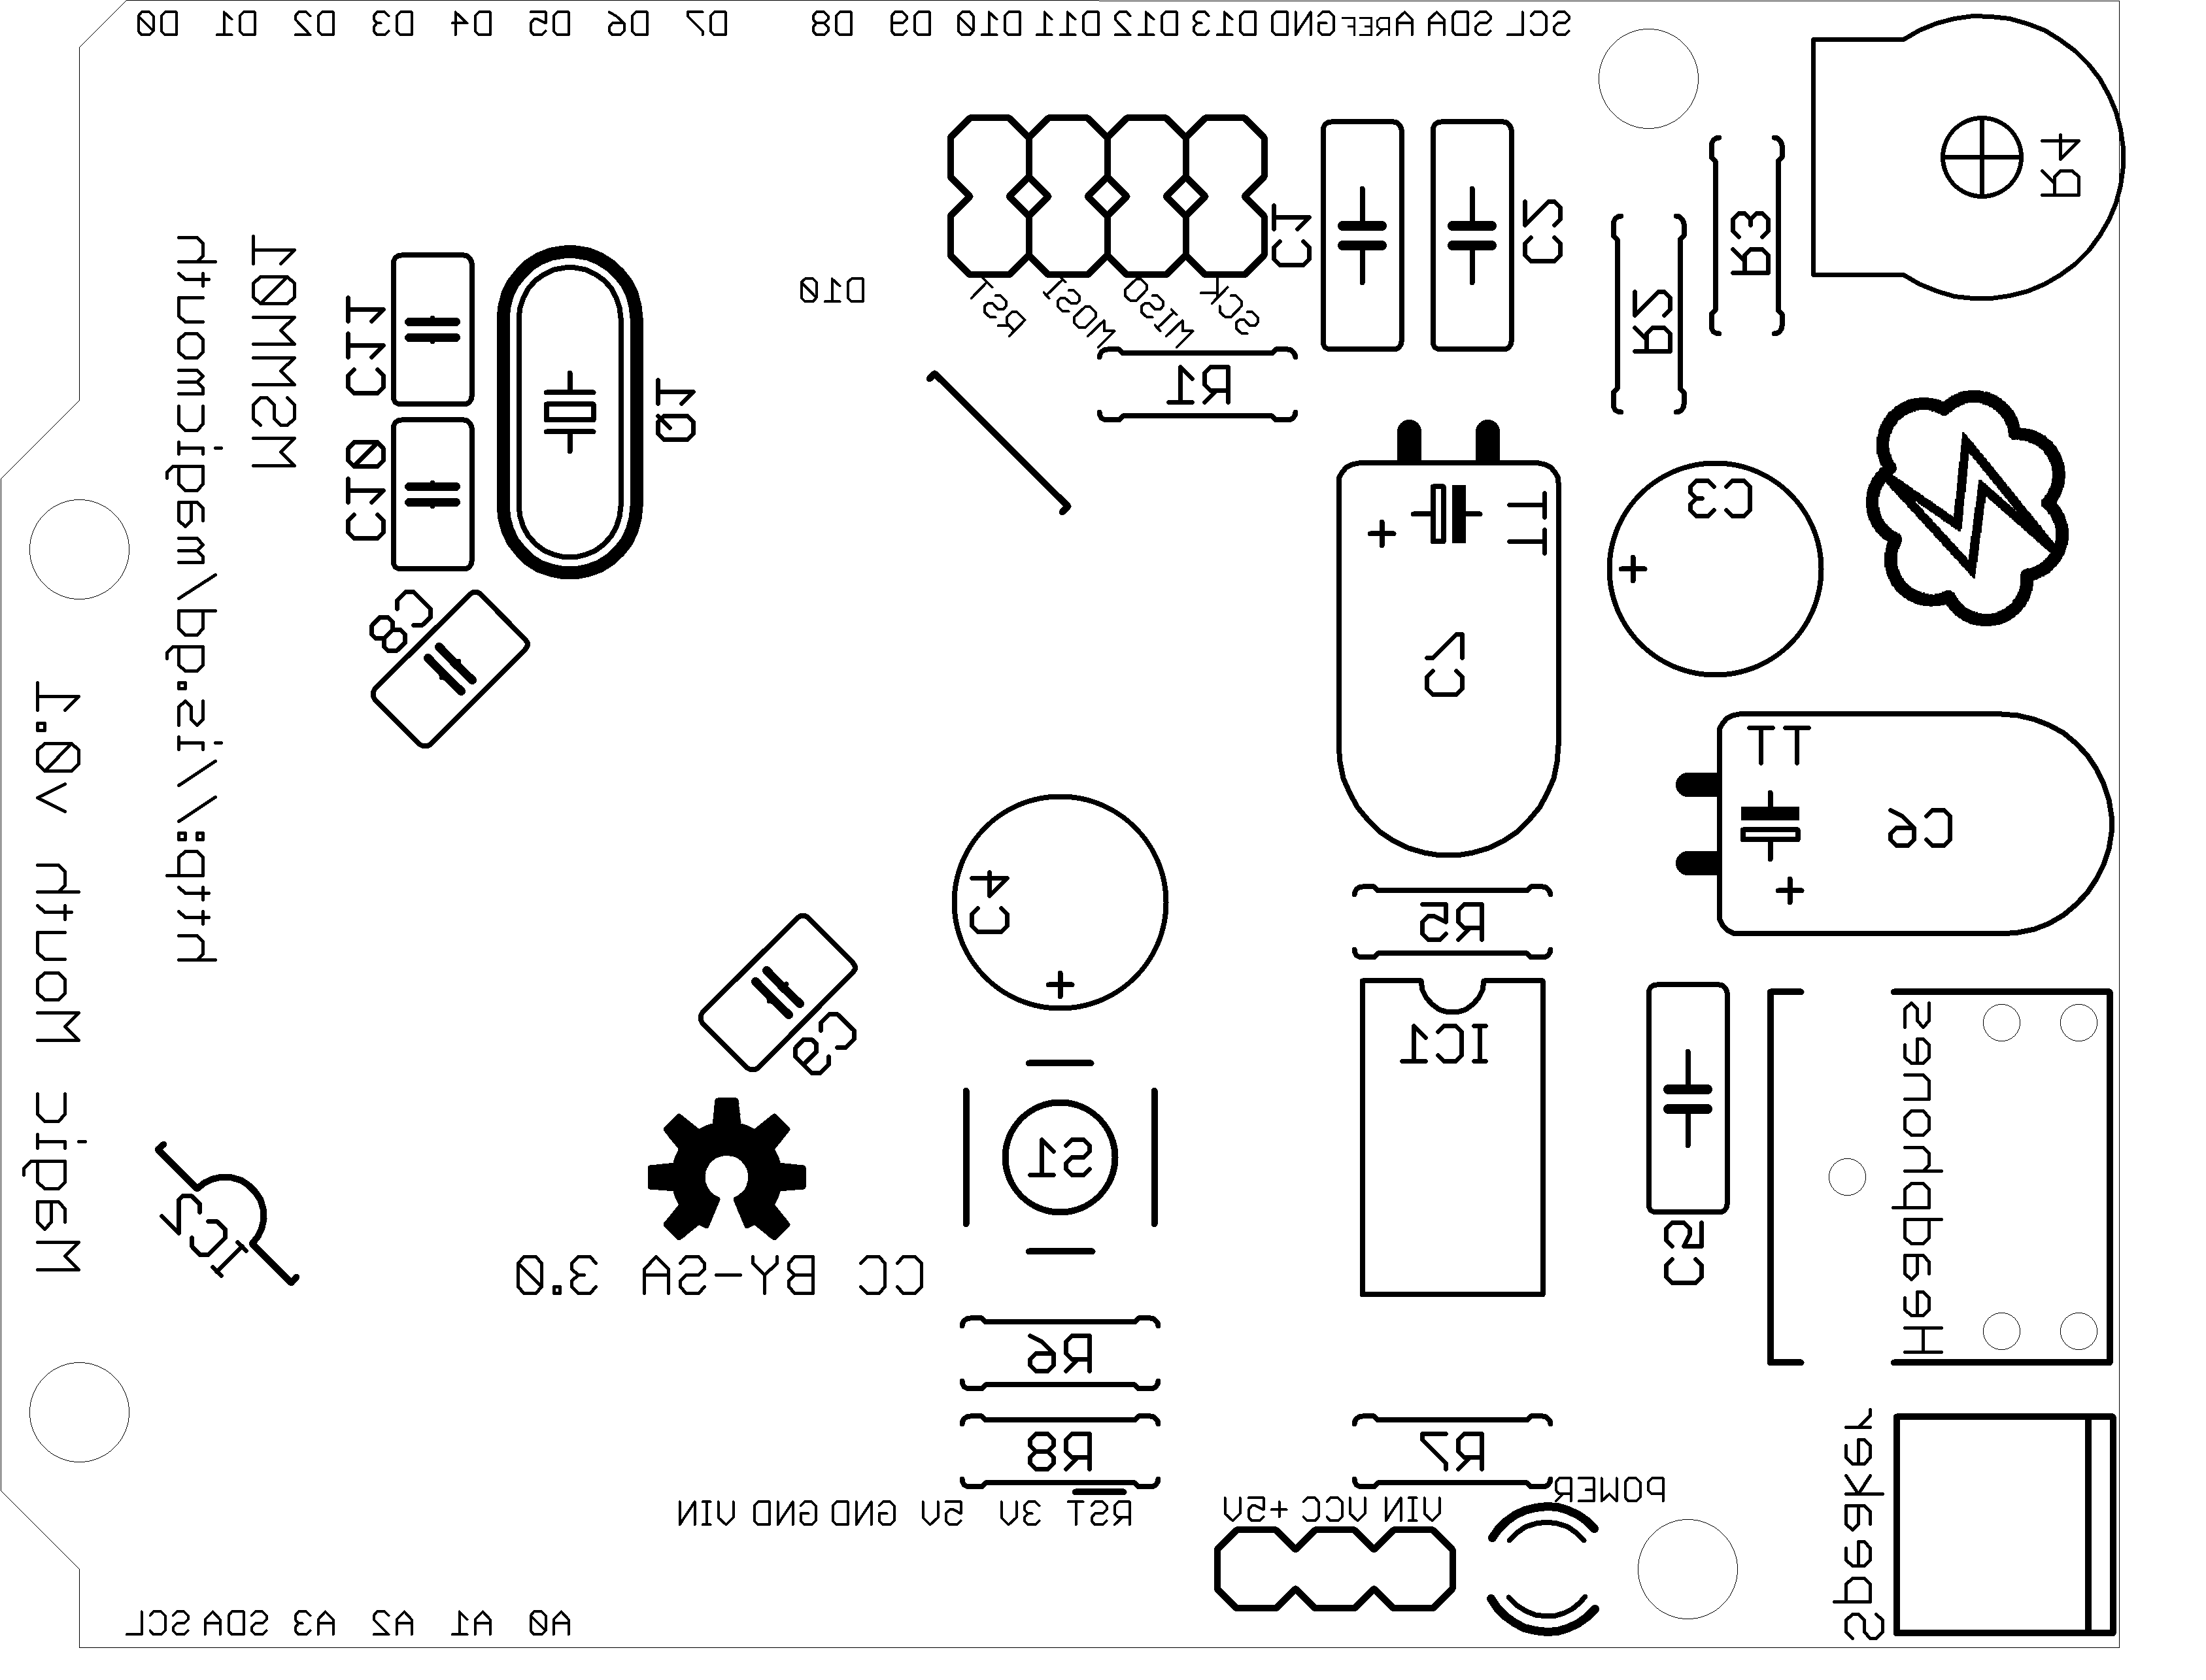 D0 D1 D2 D3 D4 D5 D6 D7 D8 D9 D10 D11 D12 D13 GND AREF SDA SCL
R4
C1
C2
R3
MSMM01
http://is.gd/magicmouth
D10
RST
MOSI
MISO
SCK
C11
R2
R1
Q1
C10
C3
TT
C8
C7
TT
C6
Magic Mouth v0.1
C4
R5
C9
IC1
Headphones
S1
IC2
C5
CC BY-SA 3.0
R6
R8
R7
Speaker
POWER
VIN GND GND 5V 3V RST
+5V VCC VIN
SCL SDA A3 A2 A1 A0